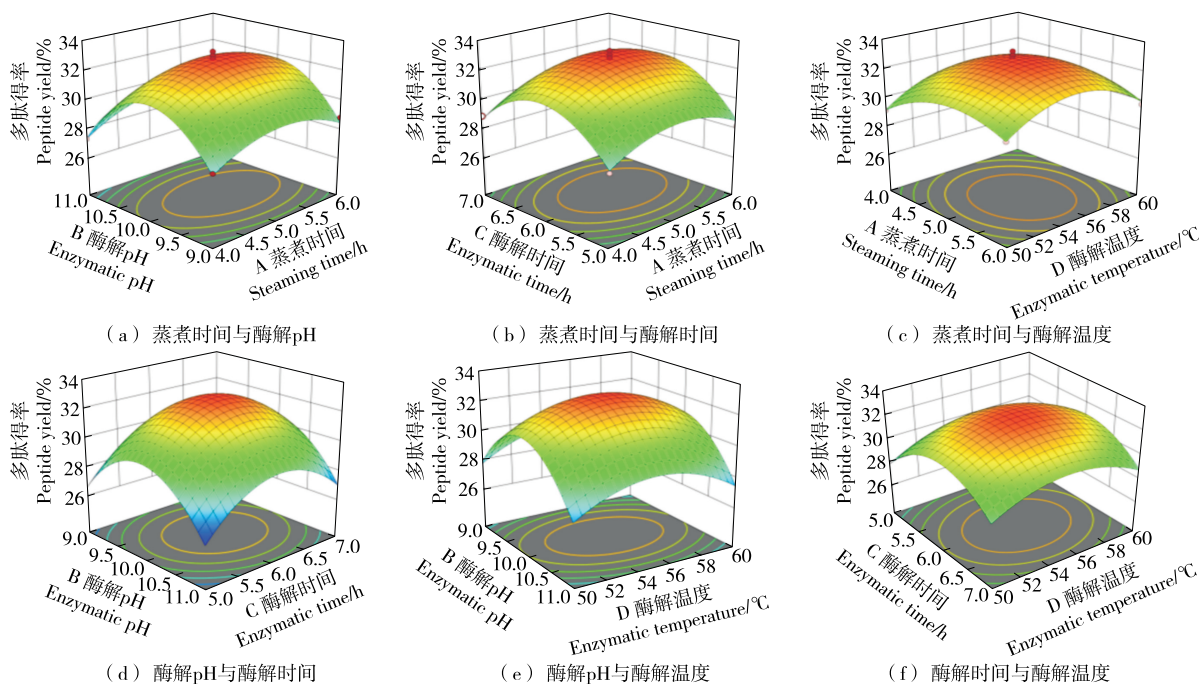 34
32
30
28
26
多肽得率
Peptide yield/%
11.0
10.5
10.0
9.5
9.0
B 酶解pH
Enzymatic pH
4.0
4.5
5.0
5.5
6.0
A 蒸煮时间
Steaming time/h
（a）蒸煮时间与酶解pH
34
32
30
28
26
多肽得率
Peptide yield/%
7.0
6.5
6.0
5.5
5.0
C 酶解时间
Enzymatic time/h
4.0
4.5
5.0
5.5
6.0
A 蒸煮时间
Steaming time/h
（b）蒸煮时间与酶解时间
34
32
30
28
26
多肽得率
Peptide yield/%
4.0
4.5
5.0
5.5
6.0
A 蒸煮时间
Steaming time/h
50
52
54
56
58
60
D 酶解温度
Enzymatic temperature/℃
（c）蒸煮时间与酶解温度
34
32
30
28
26
多肽得率
Peptide yield/%
9.0
9.5
10.0
10.5
11.0
B 酶解pH
Enzymatic pH
5.0
5.5
6.0
6.5
7.0
C 酶解时间
Enzymatic time/h
（d）酶解pH与酶解时间
34
32
30
28
26
多肽得率
Peptide yield/%
9.0
9.5
10.0
10.5
11.0
B 酶解pH
Enzymatic pH
50
52
54
56
58
60
D 酶解温度
Enzymatic temperature/℃
（e）酶解pH与酶解温度
34
32
30
28
26
多肽得率
Peptide yield/%
5.0
5.5
6.0
6.5
7.0
C 酶解时间
Enzymatic time/h
50
52
54
56
58
60
D 酶解温度
Enzymatic temperature/℃
（f）酶解时间与酶解温度